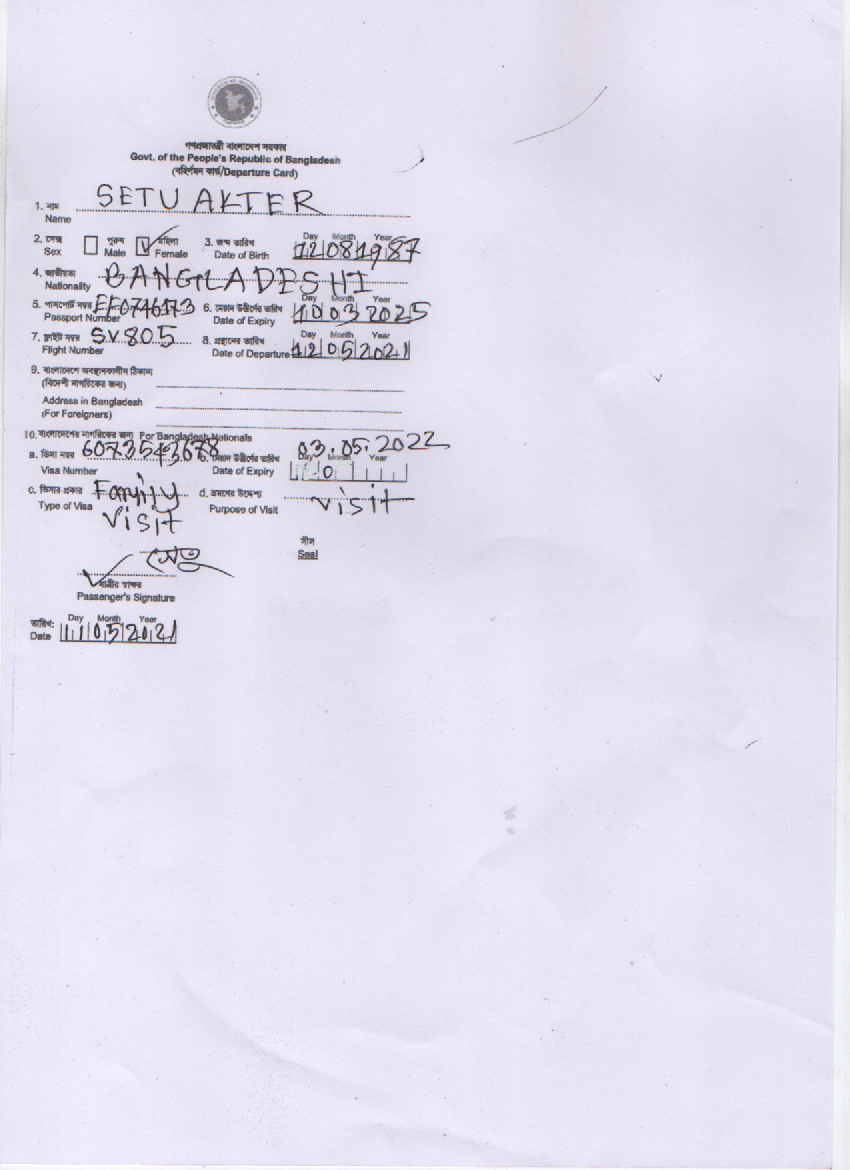 গণপ্রজাতন্ত্রী বাংলাদেশ সরকার
Govt. of the People's Republic of Bangladesh
(বহির্গমন কার্ড/Departure Card)
1. নাম SETU AKTER
Name
2. সেক্স পুরুষ মহিলা 3. জন্ম তারিখ Day Month Year
Sex Male Female Date of Birth 12081987
4. জাতীয়তা BANGLADESHI
Nationality
5. পাসপোর্ট নম্বর EF0746173 6. মেয়াদ উত্তীর্ণের তারিখ Day Month Year
Passport Number Date of Expiry 10032025
7. ফ্লাইট নম্বর SV805 8. প্রস্থানের তারিখ Day Month Year
Flight Number Date of Departure 12052021
9. বাংলাদেশে অবস্থানকালীন ঠিকানা
(বিদেশী নাগরিকের জন্য)
Address in Bangladesh
(For Foreigners)
10. বাংলাদেশের নাগরিকের জন্য For Bangladesh Nationals
a. ভিসা নম্বর 6073543678 b. মেয়াদ উত্তীর্ণের তারিখ 03.05.2022
Day Month Year
Visa Number Date of Expiry 0
c. ভিসার প্রকার Family d. ভ্রমণের উদ্দেশ্য
Type of Visa Visit Purpose of Visit visit
সীল
Seal
সেতু
যাত্রীর স্বাক্ষর
Passenger's Signature
তারিখ: Day Month Year
Date 11052021